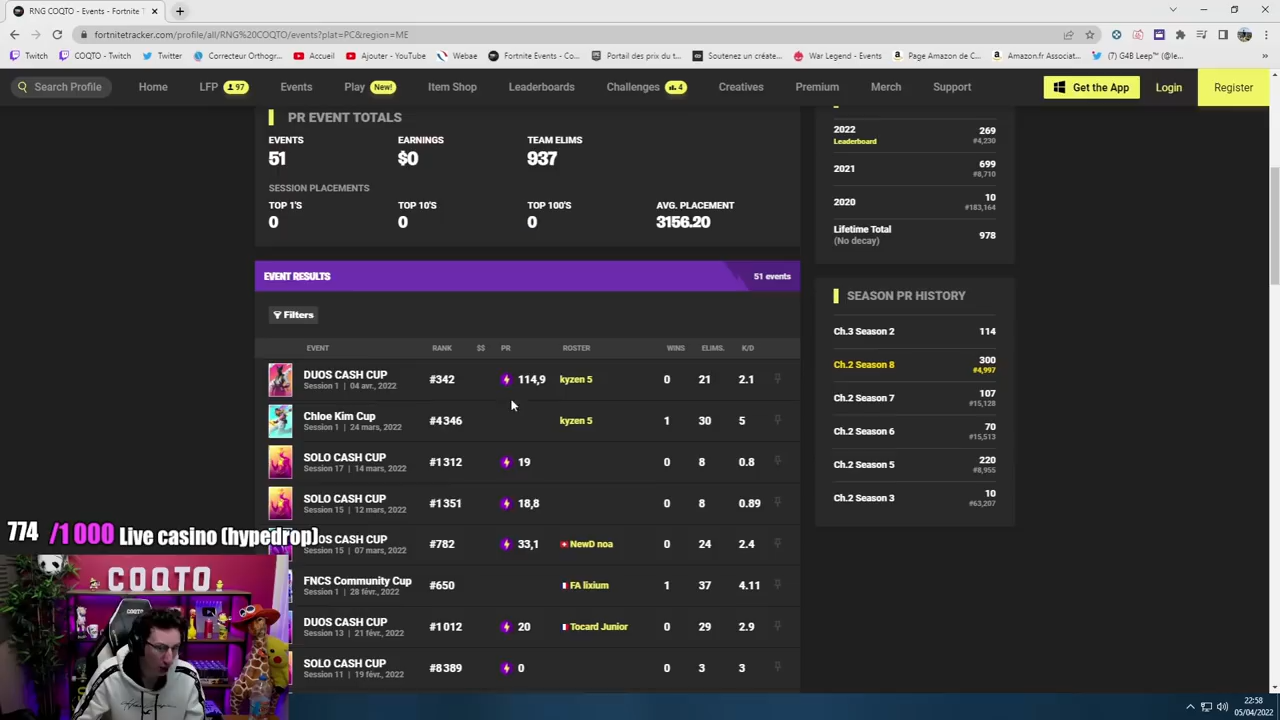 RNG COQTO - Events - Fortnite T
fortnitetracker.com/profile/all/RNG%20COQTO/events?plat=PC&region=ME
Twitch COQTO - Twitch Twitter Correcteur Orthogr... Accueil Ajouter - YouTube Webae Fortnite Events - Co... Portail des prix du t... Soutenez un créate... War Legend - Events Page Amazon de C... Amazon.fr Associat... (7) G4B Leep™ (@le... »
Search Profile Home LFP 97 Events Play New! Item Shop Leaderboards Challenges 4 Creatives Premium Merch Support Get the App Login Register
PR EVENT TOTALS
EVENTS EARNINGS TEAM ELIMS
51 $0 937
SESSION PLACEMENTS
TOP 1'S TOP 10'S TOP 100'S AVG. PLACEMENT
0 0 0 3156.20
2022 269
Leaderboard #4,230
2021 699
#8,710
2020 10
#183,164
Lifetime Total 978
(No decay)
EVENT RESULTS 51 events
Filters
EVENT RANK $$ PR ROSTER WINS ELIMS. K/D
DUOS CASH CUP #342 114,9 kyzen 5 0 21 2.1
Session 1 | 04 avr., 2022
Chloe Kim Cup #4346 kyzen 5 1 30 5
Session 1 | 24 mars, 2022
SOLO CASH CUP #1312 19 0 8 0.8
Session 17 | 14 mars, 2022
SOLO CASH CUP #1351 18,8 0 8 0.89
Session 15 | 12 mars, 2022
OS CASH CUP #782 33,1 NewD noa 0 24 2.4
Session 15 | 07 mars, 2022
FNCS Community Cup #650 FA lixium 1 37 4.11
Session 1 | 28 févr., 2022
DUOS CASH CUP #1012 20 Tocard Junior 0 29 2.9
Session 13 | 21 févr., 2022
SOLO CASH CUP #8389 0 0 3 3
Session 11 | 19 févr., 2022
SEASON PR HISTORY
Ch.3 Season 2 114
Ch.2 Season 8 300
#4,997
Ch.2 Season 7 107
#15,128
Ch.2 Season 6 70
#15,513
Ch.2 Season 5 220
#8,955
Ch.2 Season 3 10
#63,207
774 /1 000 Live casino (hypedrop)
COQTO
22:58
05/04/2022